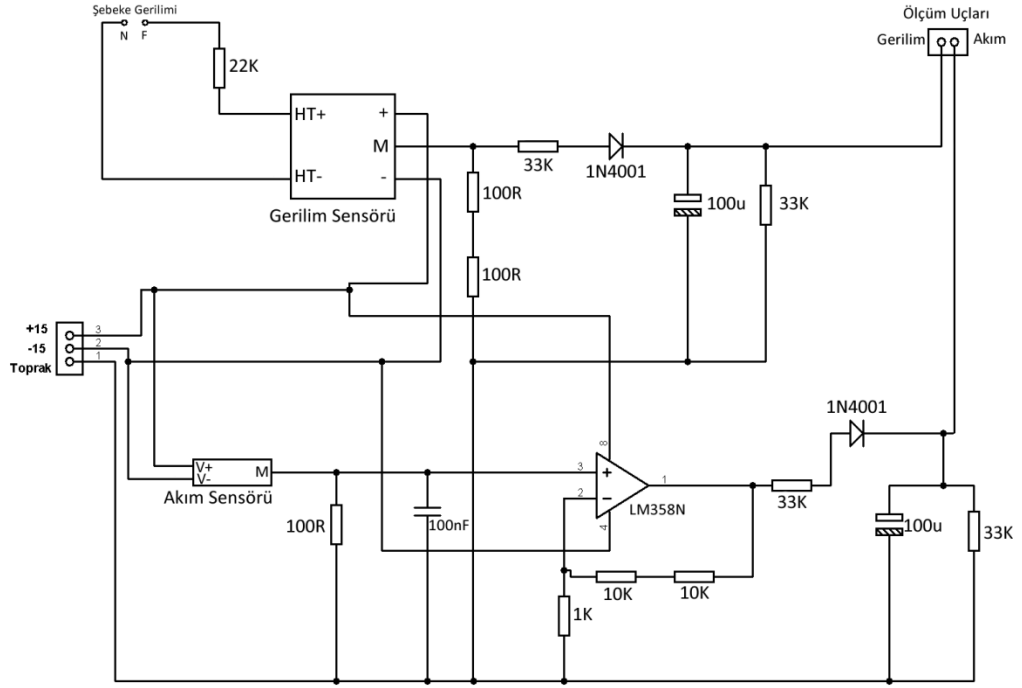 Şebeke Gerilimi
N F
22K
HT+
HT-
+
M
-
Gerilim Sensörü
33K
1N4001
100R
100R
100u
33K
Ölçüm Uçları
Gerilim
Akım
+15
-15
Toprak
3
2
1
V+
V-
M
Akım Sensörü
100R
100nF
3
2
8
4
1
+
−
LM358N
10K
10K
1K
33K
1N4001
100u
33K